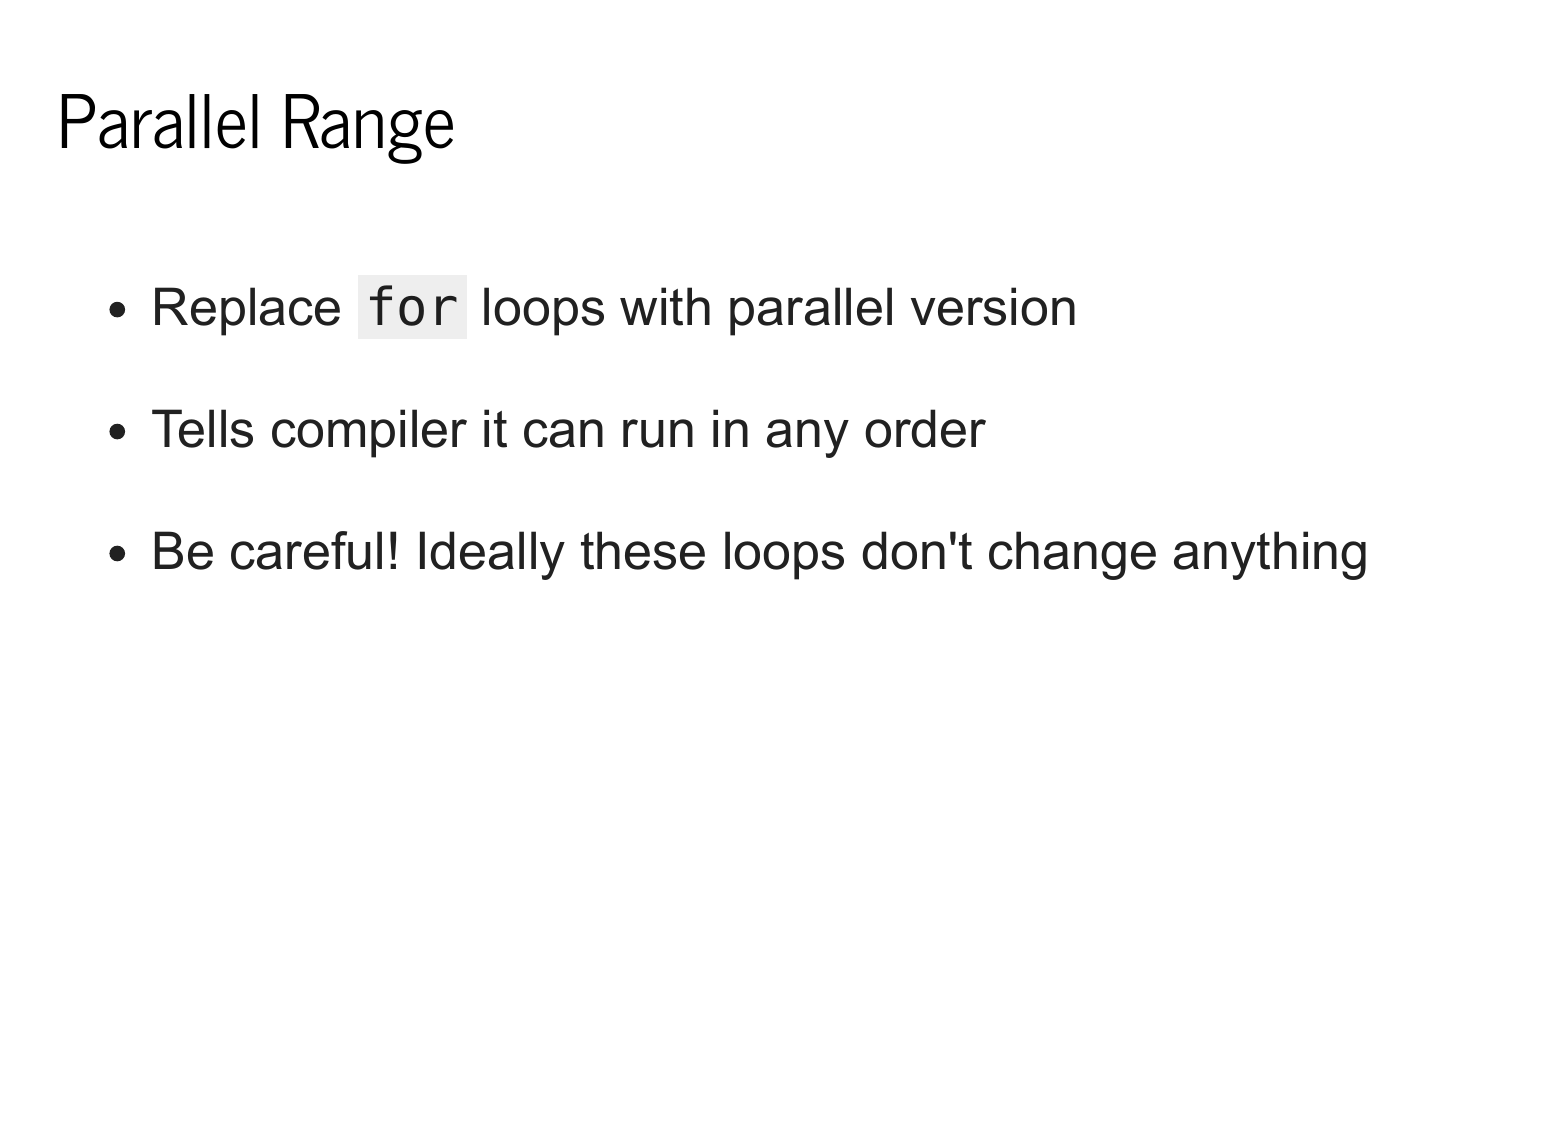 Parallel Range
• Replace for loops with parallel version
• Tells compiler it can run in any order
• Be careful! Ideally these loops don't change anything